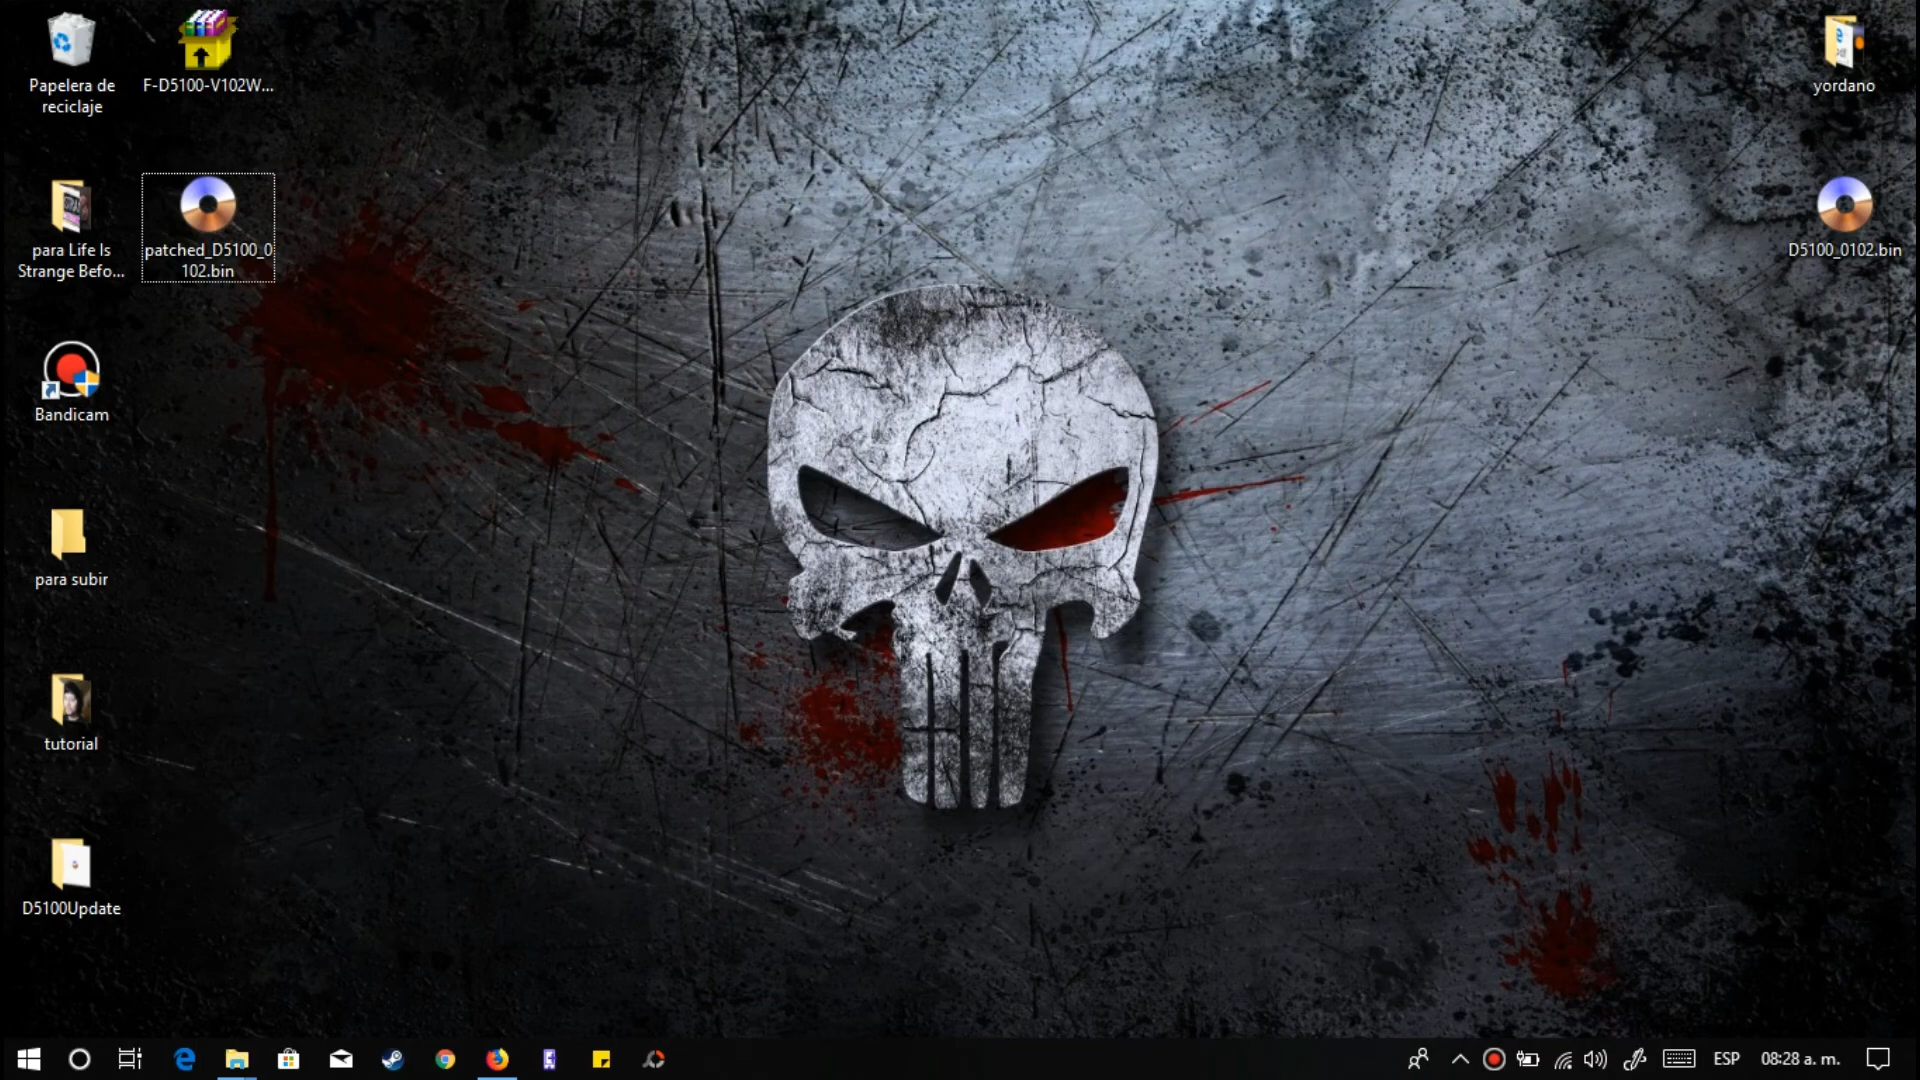 Papelera de
reciclaje
F-D5100-V102W...
yordano
para Life Is
Strange Befo...
patched_D5100_0
102.bin
D5100_0102.bin
Bandicam
para subir
tutorial
D5100Update
ESP
08:28 a. m.